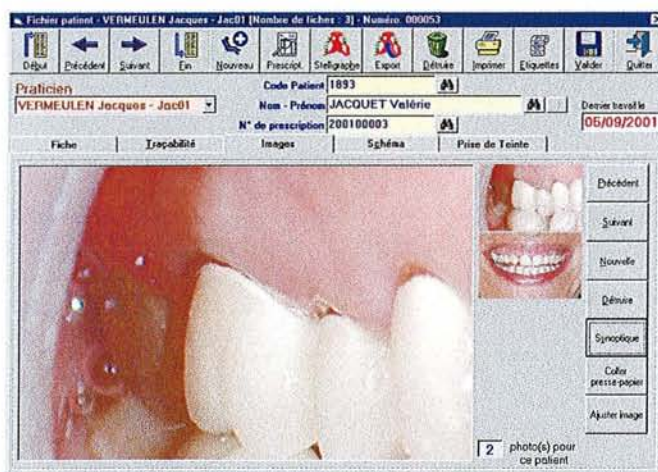 Fichier patient - VERMEULEN Jacques - Jac01 [Nombre de fiches : 3] - Numéro. 000053
Début Précédent Suivant Fin Nouveau Prescript. Stellgraphe Export Détruire Imprimer Etiquettes Valider Quitter
Praticien
VERMEULEN Jacques - Jac01
Code Patient 1893
Nom - Prénom JACQUET Valérie
N° de prescription 200100003
Dernier travail le
05/09/2001
Fiche Traçabilité Images Schéma Prise de Teinte
Précédent
Suivant
Nouvelle
Détruire
Synoptique
Coller
presse-papier
Ajuster image
2 photo(s) pour
ce patient